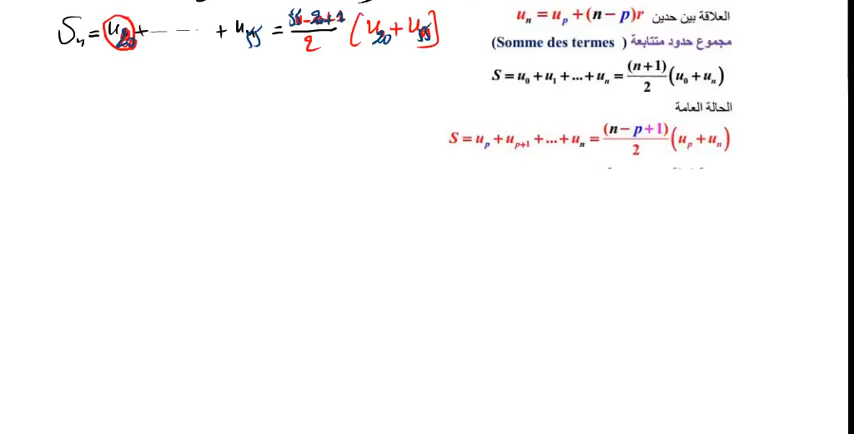 Sₙ = u₂₀ + ........ + u₅₅ = (55-20+1)/2 [u₂₀ + u₅₅]
العلاقة بين حدين uₙ = uₚ + (n − p)r
مجموع حدود متتابعة ( Somme des termes)
S = u₀ + u₁ + ... + uₙ = (n+1)/2 (u₀ + uₙ)
الحالة العامة
S = uₚ + uₚ₊₁ + ... + uₙ = (n − p + 1)/2 (uₚ + uₙ)